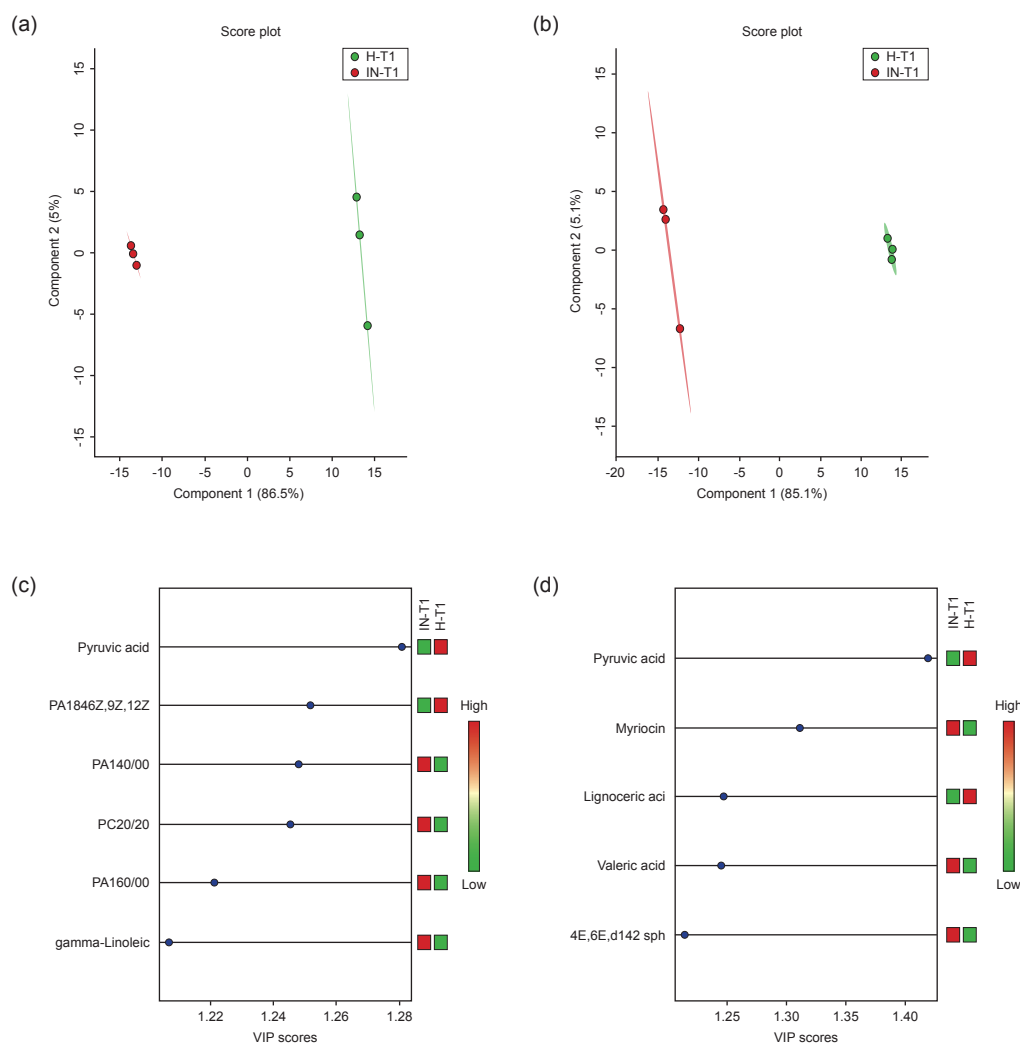 (a)
Score plot
H-T1
IN-T1
15
10
5
0
-5
-10
-15
Component 2 (5%)
-15
-10
-5
0
5
10
15
Component 1 (86.5%)
(b)
Score plot
H-T1
IN-T1
15
10
5
0
-5
-10
-15
Component 2 (5.1%)
-20
-15
-10
-5
0
5
10
15
Component 1 (85.1%)
(c)
IN-T1
H-T1
Pyruvic acid
PA1846Z,9Z,12Z
PA140/00
PC20/20
PA160/00
gamma-Linoleic
High
Low
1.22
1.24
1.26
1.28
VIP scores
(d)
IN-T1
H-T1
Pyruvic acid
Myriocin
Lignoceric aci
Valeric acid
4E,6E,d142 sph
High
Low
1.25
1.30
1.35
1.40
VIP scores